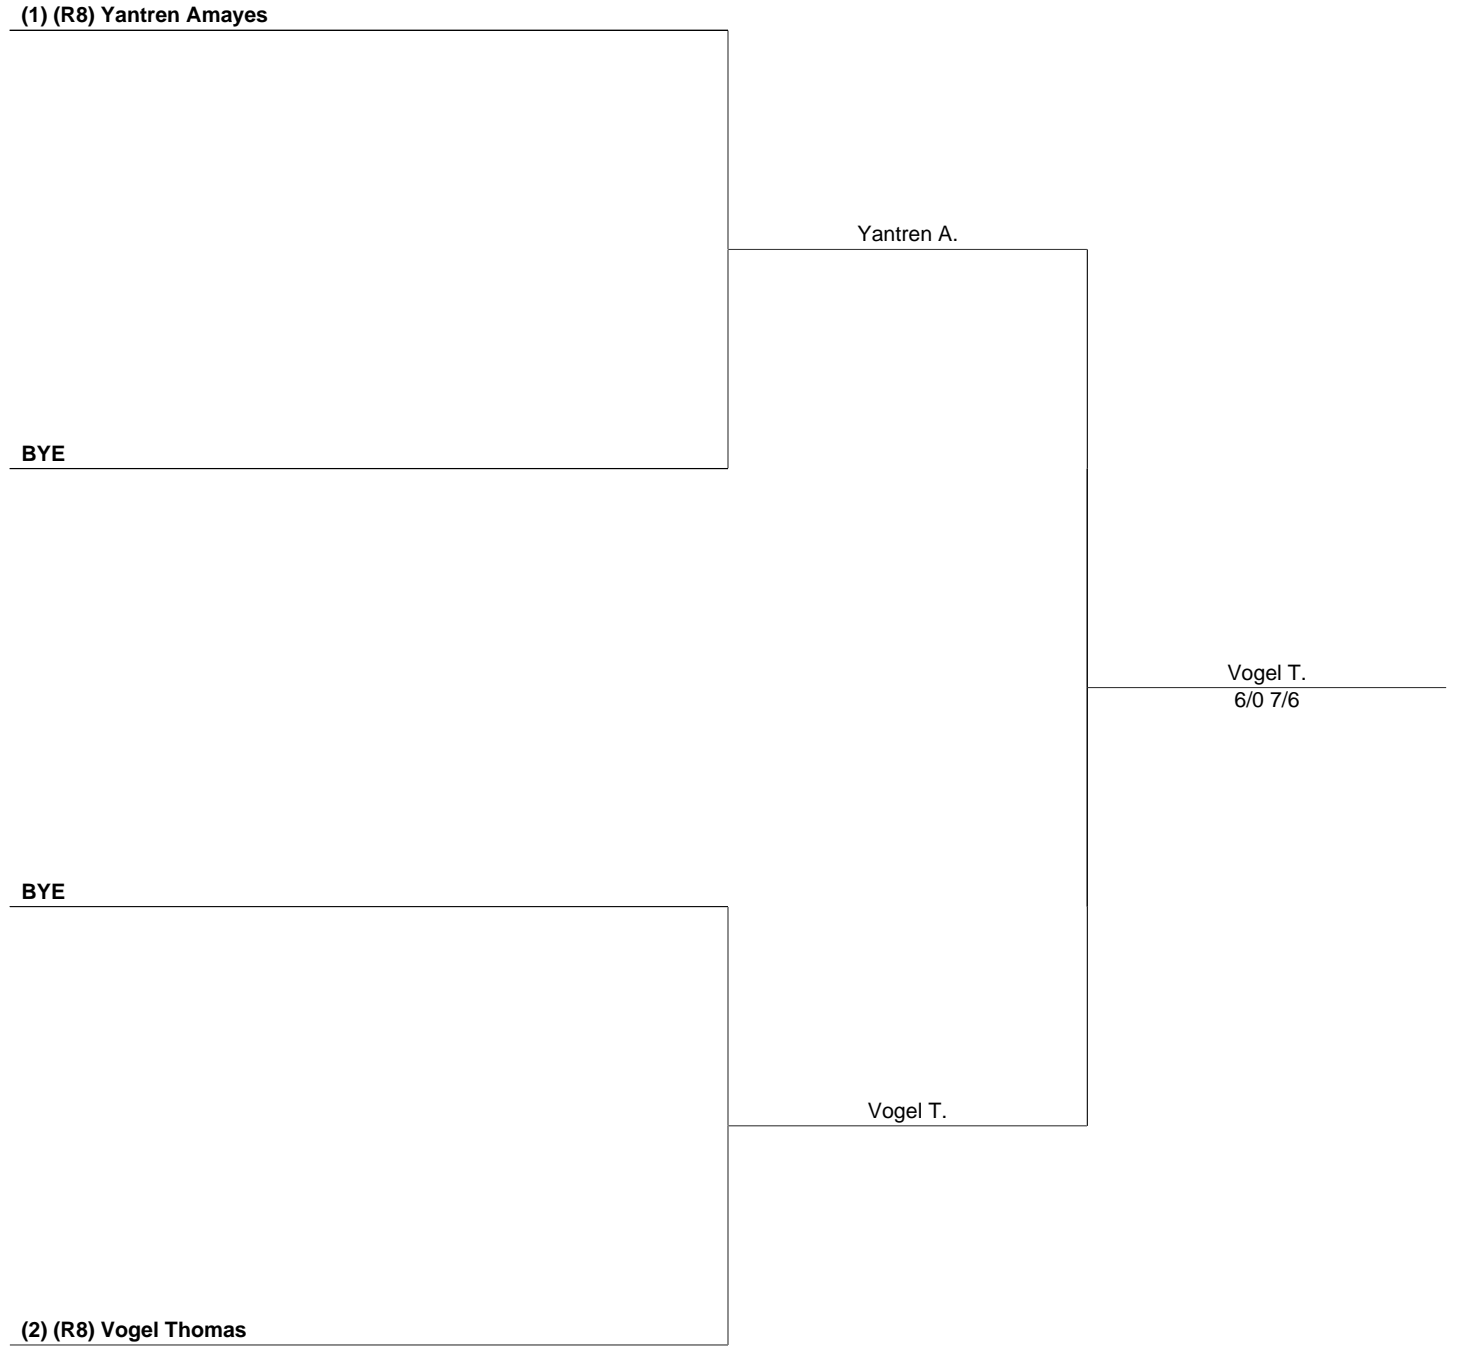 (1) (R8) Yantren Amayes
Yantren A.
BYE
Vogel T.
6/0 7/6
BYE
Vogel T.
(2) (R8) Vogel Thomas